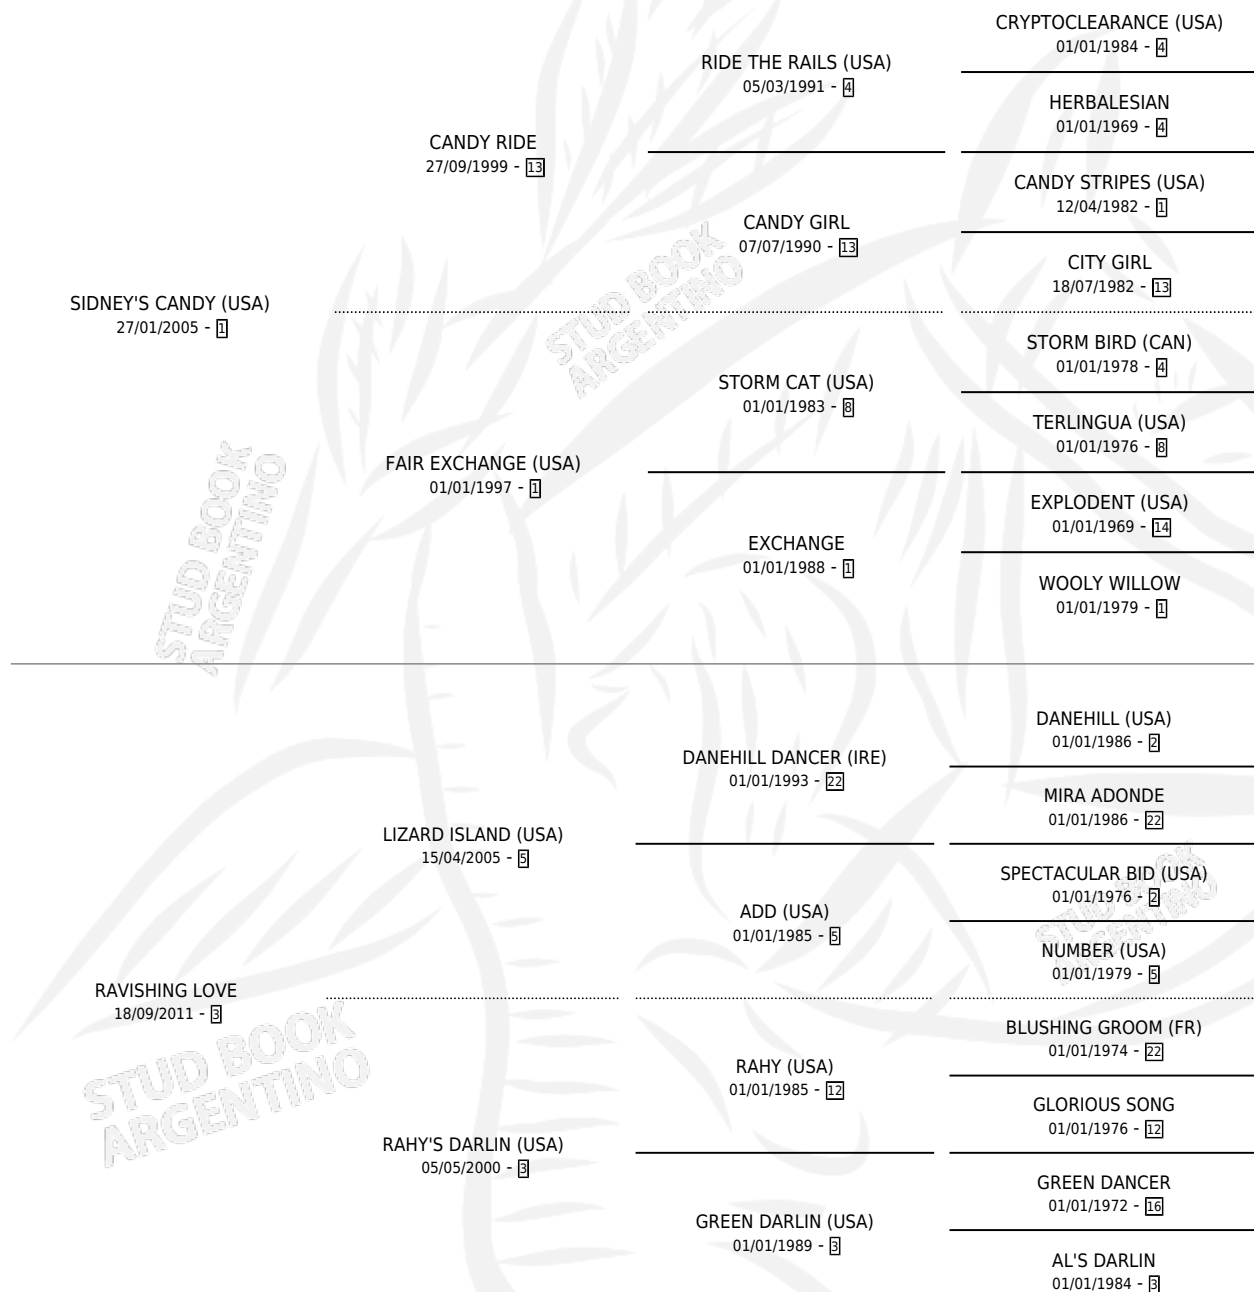 CRYPTOCLEARANCE (USA)
01/01/1984 - 4
RIDE THE RAILS (USA)
05/03/1991 - 4
HERBALESIAN
01/01/1969 - 4
CANDY RIDE
27/09/1999 - 13
CANDY STRIPES (USA)
12/04/1982 - 1
CANDY GIRL
07/07/1990 - 13
CITY GIRL
18/07/1982 - 13
SIDNEY'S CANDY (USA)
27/01/2005 - 1
STORM BIRD (CAN)
01/01/1978 - 4
STORM CAT (USA)
01/01/1983 - 8
TERLINGUA (USA)
01/01/1976 - 8
FAIR EXCHANGE (USA)
01/01/1997 - 1
EXPLODENT (USA)
01/01/1969 - 14
EXCHANGE
01/01/1988 - 1
WOOLY WILLOW
01/01/1979 - 1
STUD BOOK
ARGENTINO
STUD BOOK
ARGENTINO
DANEHILL (USA)
01/01/1986 - 2
DANEHILL DANCER (IRE)
01/01/1993 - 22
MIRA ADONDE
01/01/1986 - 22
LIZARD ISLAND (USA)
15/04/2005 - 5
SPECTACULAR BID (USA)
01/01/1976 - 2
ADD (USA)
01/01/1985 - 5
NUMBER (USA)
01/01/1979 - 5
RAVISHING LOVE
18/09/2011 - 3
BLUSHING GROOM (FR)
01/01/1974 - 22
RAHY (USA)
01/01/1985 - 12
GLORIOUS SONG
01/01/1976 - 12
RAHY'S DARLIN (USA)
05/05/2000 - 3
GREEN DANCER
01/01/1972 - 16
GREEN DARLIN (USA)
01/01/1989 - 3
AL'S DARLIN
01/01/1984 - 3
STUD BOOK
ARGENTINO
STUD BOOK
ARGENTINO